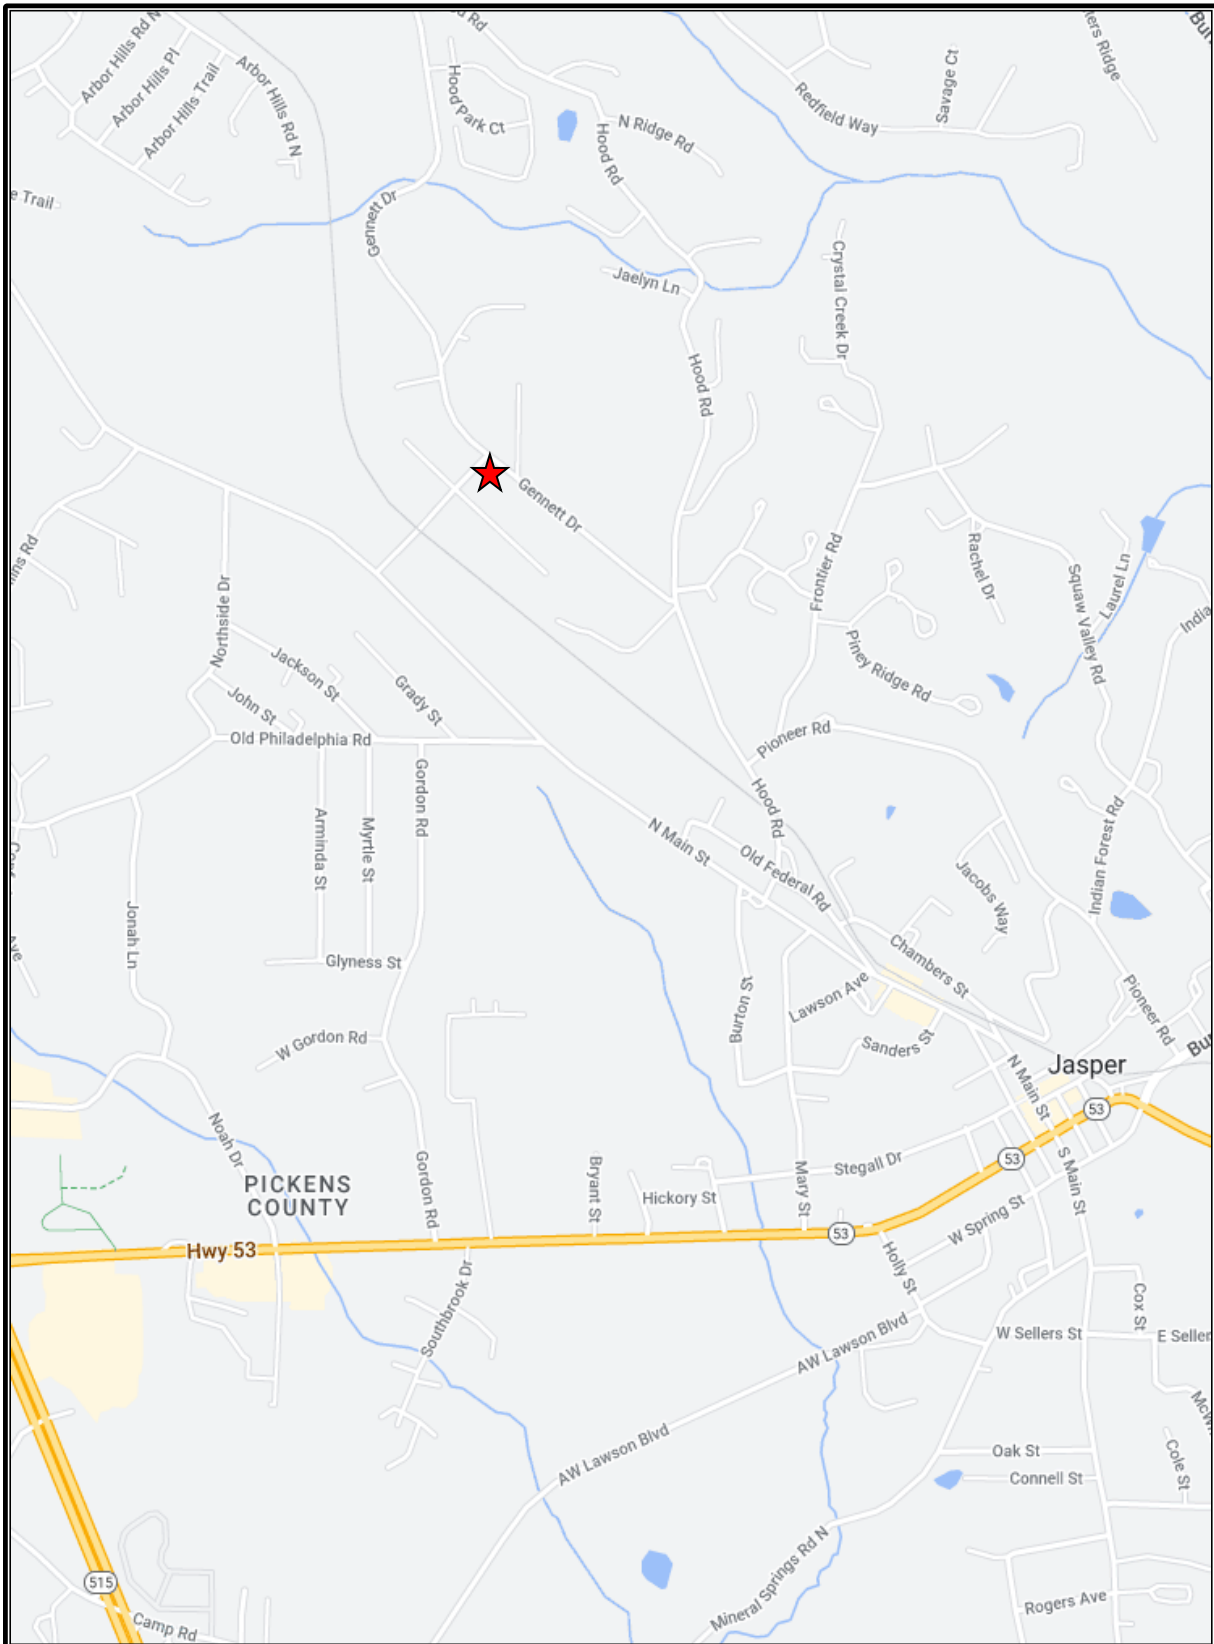 Arbor Hills Rd N
Arbor Hills Pl
Arbor Hills Trail
Arbor Hills Rd N
Hood Park Ct
Hood Rd
N Ridge Rd
Redfield Way
Savage Ct
Ridge
Trail
Gennett Dr
Jaelyn Ln
Crystal Creek Dr
Hood Rd
Gennett Dr
Frontier Rd
Rachel Dr
Squaw Valley Rd
Laurel Ln
Rd
Northside Dr
Jackson St
John St
Grady St
Piney Ridge Rd
Old Philadelphia Rd
Pioneer Rd
Gordon Rd
Hood Rd
Arminda St
Myrtle St
N Main St
Old Federal Rd
Indian Forest Rd
Jacobs Way
Jonah Ln
Ave
Glyness St
Chambers St
Lawson Ave
Burton St
Pioneer Rd
W Gordon Rd
Sanders St
N Main St
Jasper
53
Noah Dr
Gordon Rd
Bryant St
Hickory St
Mary St
Stegall Dr
53
S Main St
PICKENS
COUNTY
Hwy 53
53
W Spring St
Holly St
Southbrook Dr
Cox St
AW Lawson Blvd
W Sellers St
AW Lawson Blvd
Oak St
Connell St
Cole St
515
Camp Rd
Mineral Springs Rd N
Rogers Ave